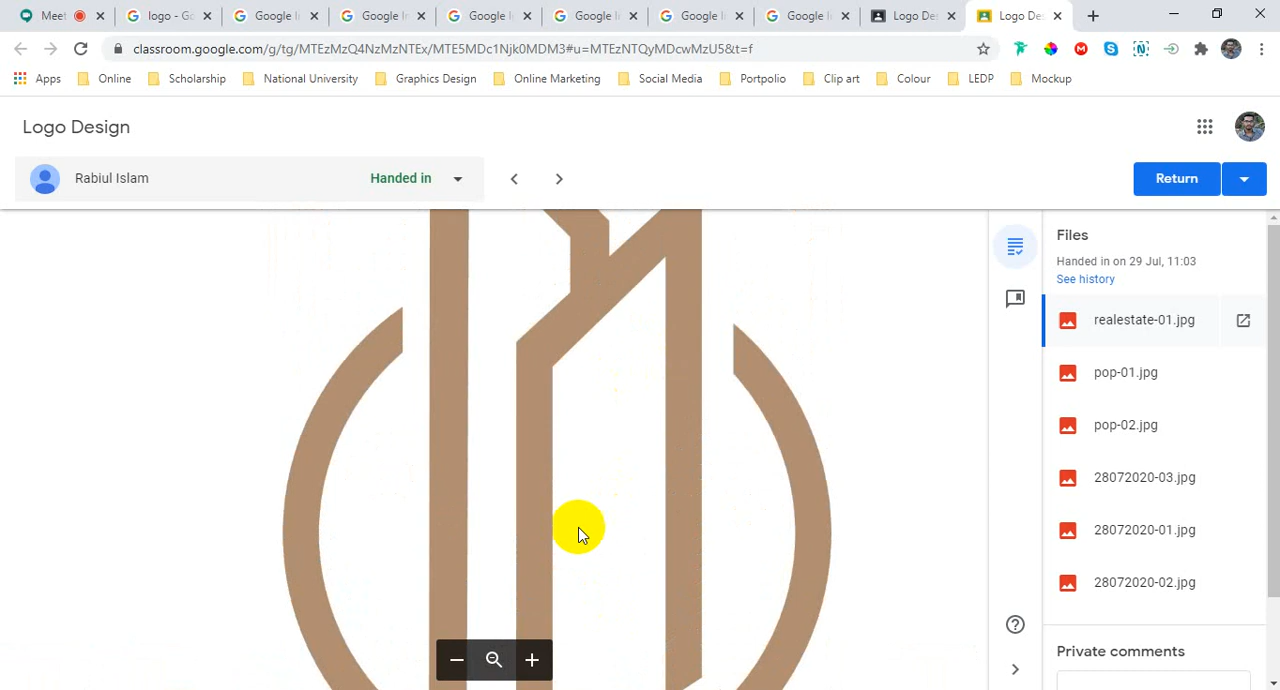 Meet
logo - Go
Google I
Google I
Google I
Google I
Google
Google I
Logo De
Logo De
classroom.google.com/g/tg/MTEzMzQ4NzMzNTEx/MTE5MDc1Njk0MDM3#u=MTEzNTQyMDcwMzU5&t=f
Apps
Online
Scholarship
National University
Graphics Design
Online Marketing
Social Media
Portpolio
Clip art
Colour
LEDP
Mockup
Logo Design
Rabiul Islam
Handed in
Return
Files
Handed in on 29 Jul, 11:03
See history
realestate-01.jpg
pop-01.jpg
pop-02.jpg
28072020-03.jpg
28072020-01.jpg
28072020-02.jpg
Private comments